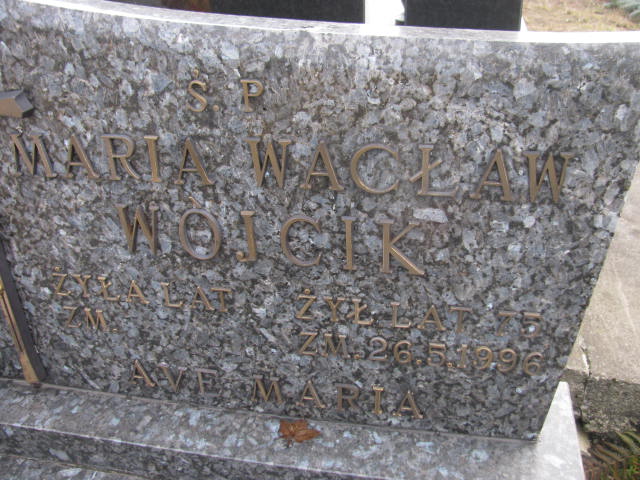 Ś. P
MARIA WACŁAW
WÓJCIK
ŻYŁA LAT ŻYŁ LAT 75
ZM. ZM. 26.5.1996
AVE MARIA